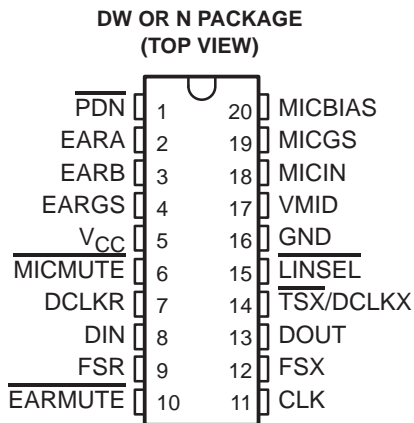 DW OR N PACKAGE
(TOP VIEW)
PDN 1 20 MICBIAS
EARA 2 19 MICGS
EARB 3 18 MICIN
EARGS 4 17 VMID
VCC 5 16 GND
MICMUTE 6 15 LINSEL
DCLKR 7 14 TSX/DCLKX
DIN 8 13 DOUT
FSR 9 12 FSX
EARMUTE 10 11 CLK